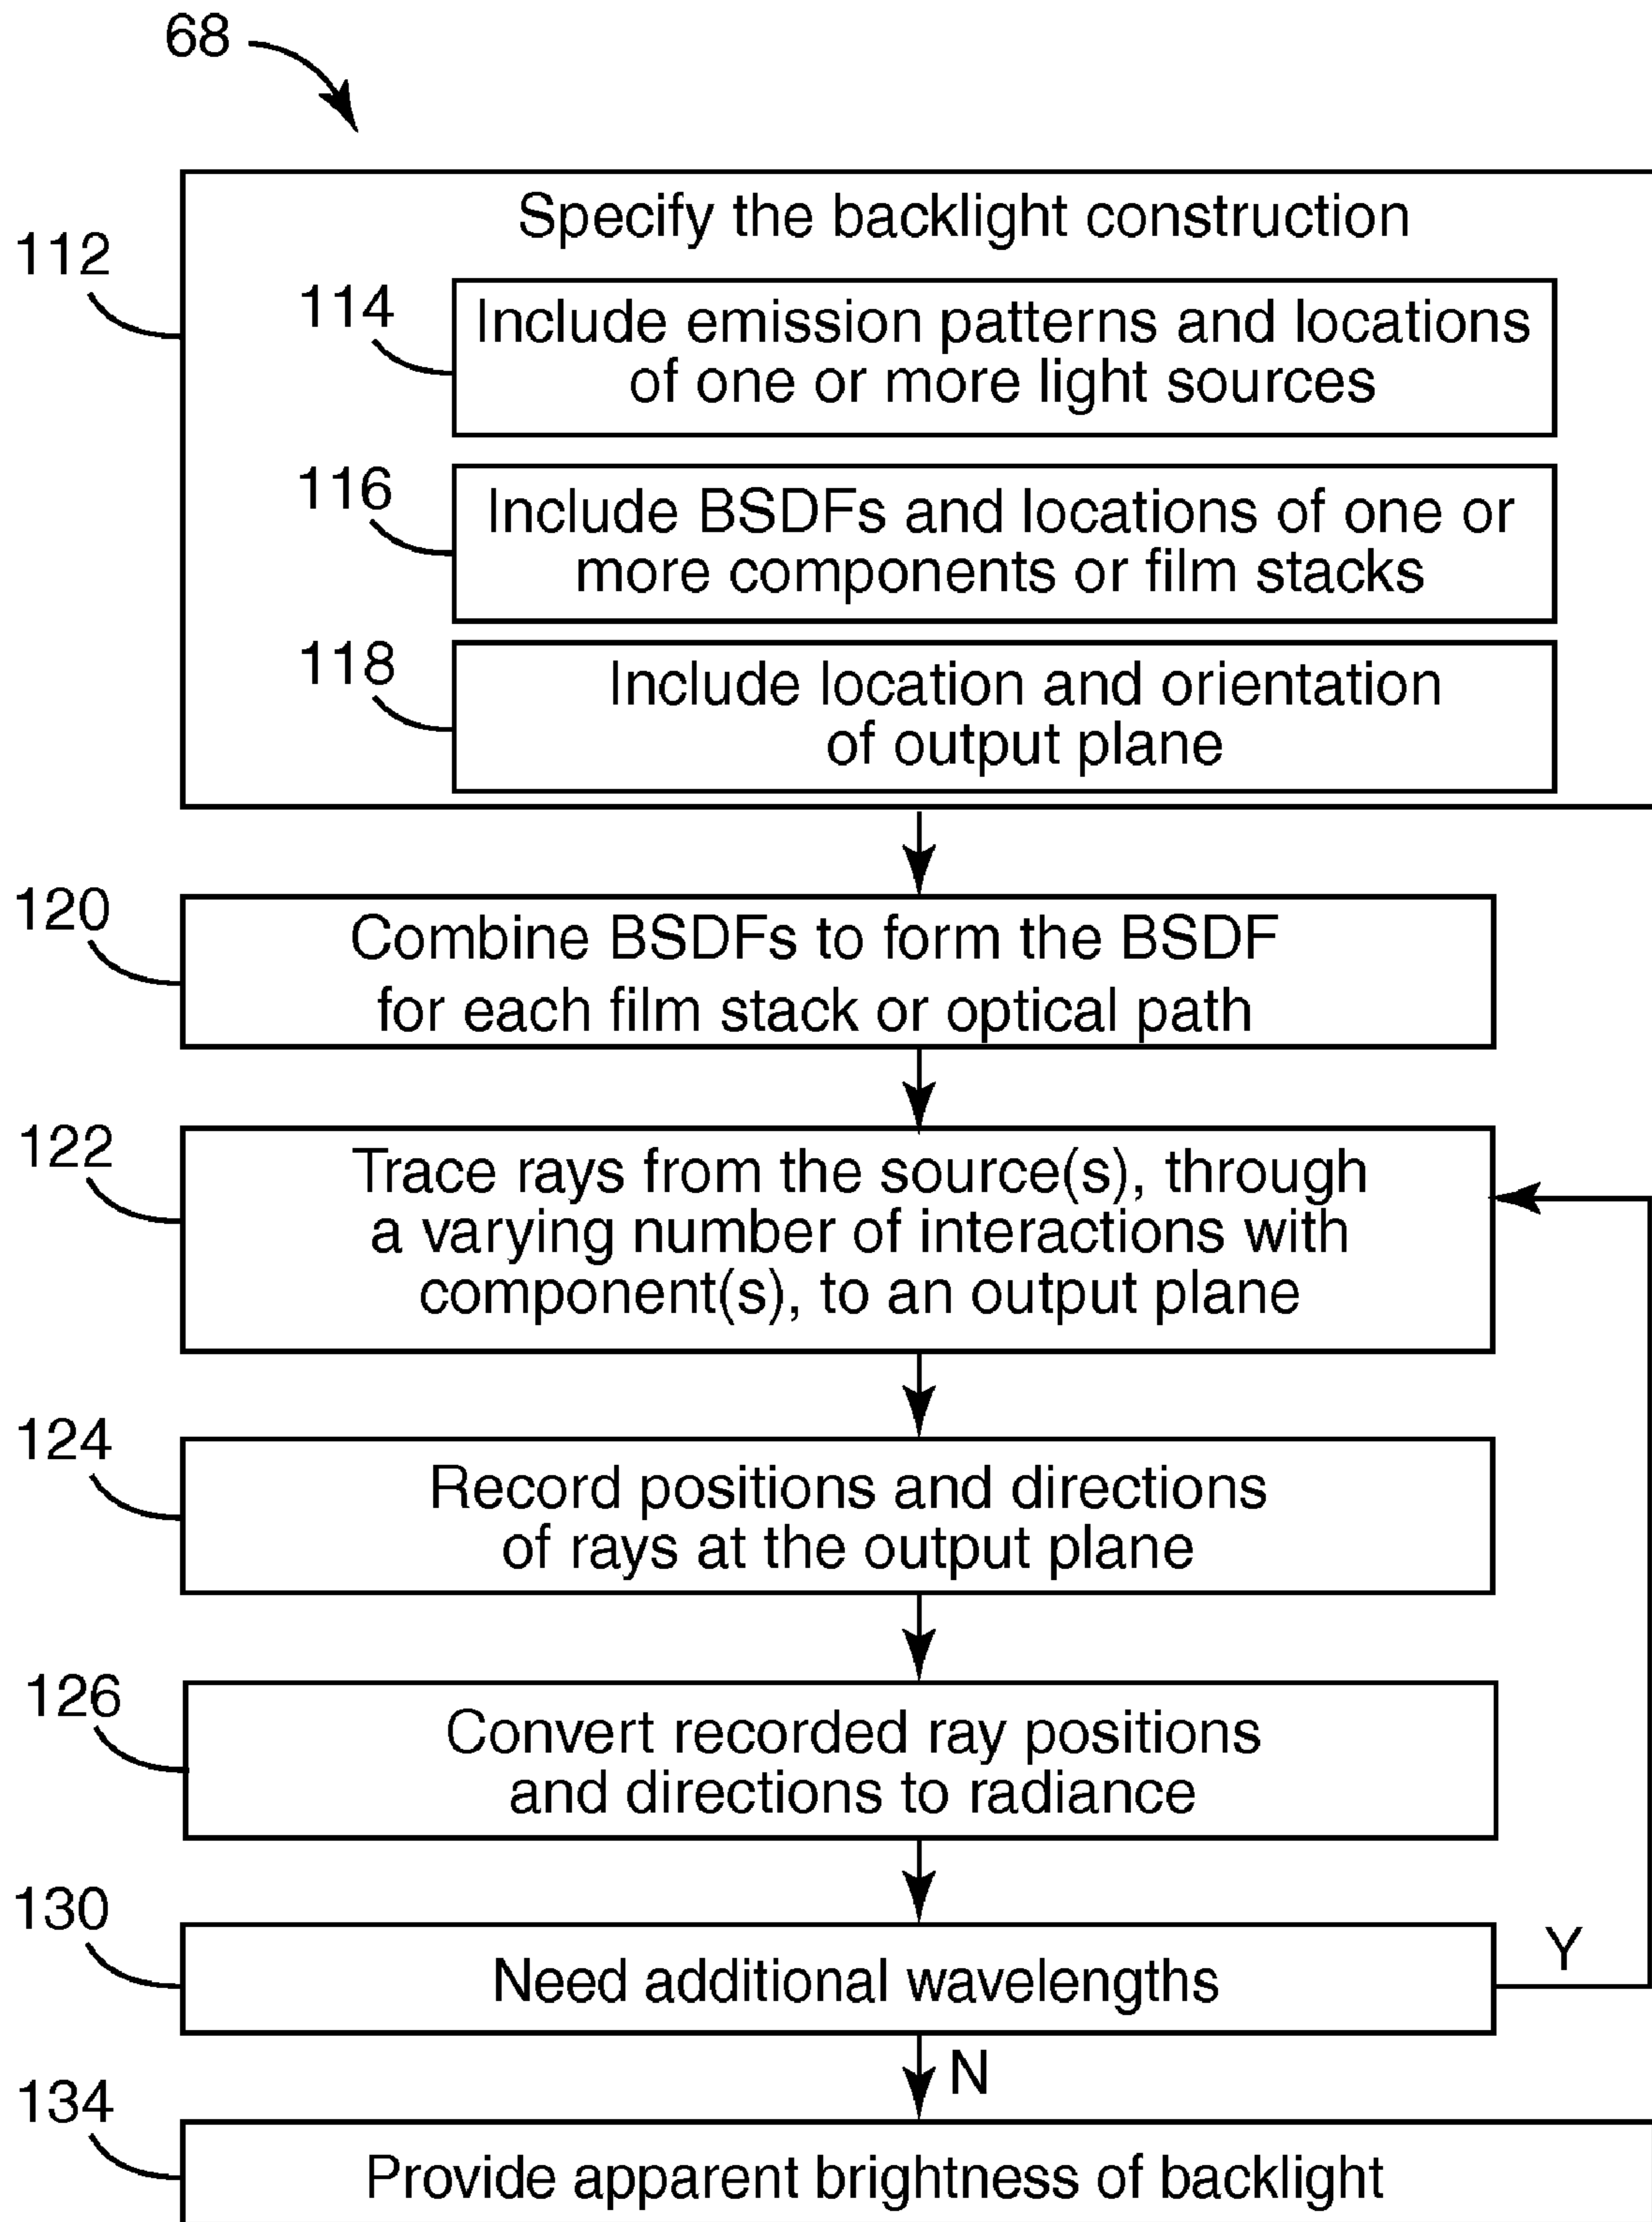 68
112
Specify the backlight construction
114
Include emission patterns and locations
of one or more light sources
116
Include BSDFs and locations of one or
more components or film stacks
118
Include location and orientation
of output plane
120
Combine BSDFs to form the BSDF
for each film stack or optical path
122
Trace rays from the source(s), through
a varying number of interactions with
component(s), to an output plane
124
Record positions and directions
of rays at the output plane
126
Convert recorded ray positions
and directions to radiance
130
Need additional wavelengths
Y
N
134
Provide apparent brightness of backlight